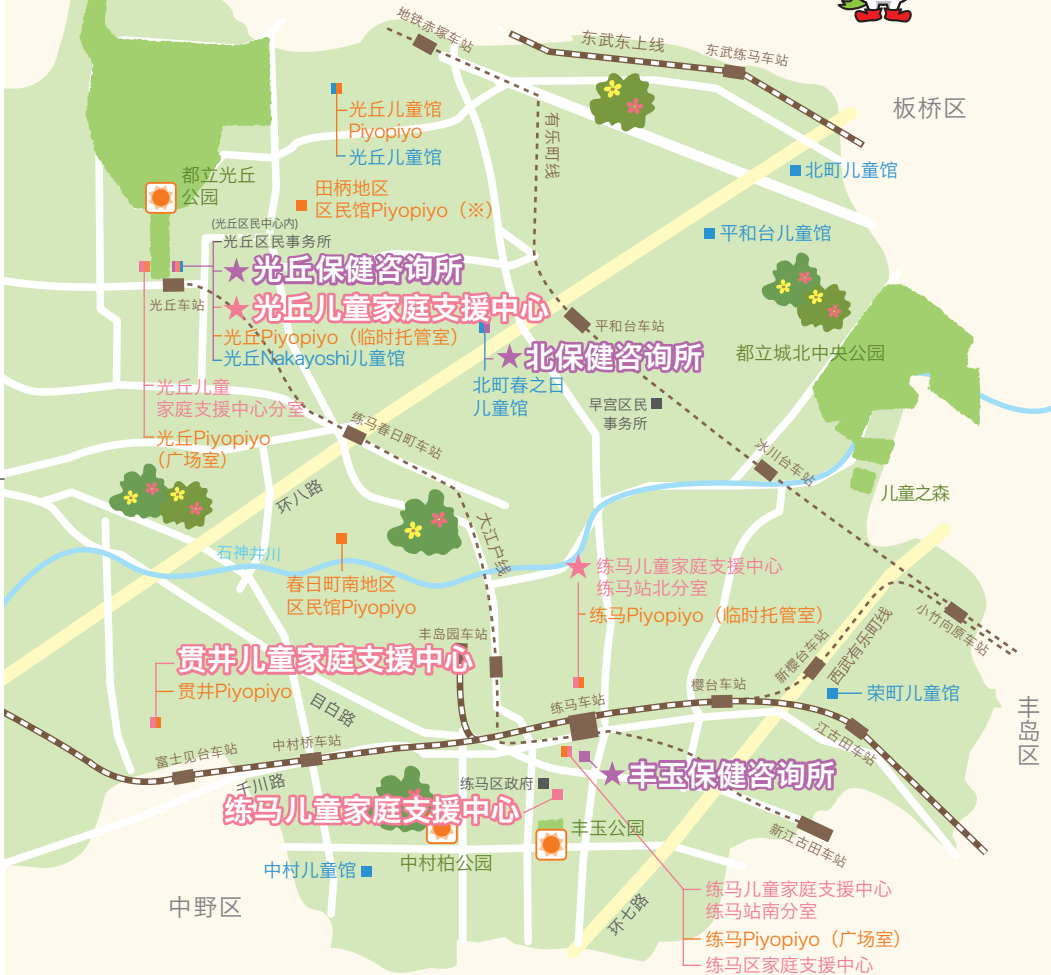 地铁赤塚车站
东武东上线
东武练马车站
板桥区
光丘儿童馆
Piyopiyo
光丘儿童馆
有乐町线
北町儿童馆
都立光丘
公园
田柄地区
区民馆Piyopiyo（※）
平和台儿童馆
(光丘区民中心内)
光丘区民事务所
★光丘保健咨询所
★光丘儿童家庭支援中心
光丘车站
光丘Piyopiyo（临时托管室）
光丘Nakayoshi儿童馆
平和台车站
★北保健咨询所
都立城北中央公园
北町春之日
儿童馆
早宫区民
事务所
光丘儿童
家庭支援中心分室
光丘Piyopiyo
（广场室）
练马春日町车站
冰川台车站
儿童之森
环八路
大江户线
石神井川
春日町南地区
区民馆Piyopiyo
★练马儿童家庭支援中心
练马站北分室
练马Piyopiyo（临时托管室）
小竹向原车站
丰岛园车站
新樱台车站
西武有乐町线
贯井儿童家庭支援中心
贯井Piyopiyo
樱台车站
荣町儿童馆
丰岛区
目白路
练马车站
江古田车站
富士见台车站
中村桥车站
千川路
练马区政府
★丰玉保健咨询所
练马儿童家庭支援中心
丰玉公园
新江古田车站
中村儿童馆
中村柏公园
中野区
环七路
练马儿童家庭支援中心
练马站南分室
练马Piyopiyo（广场室）
练马区家庭支援中心